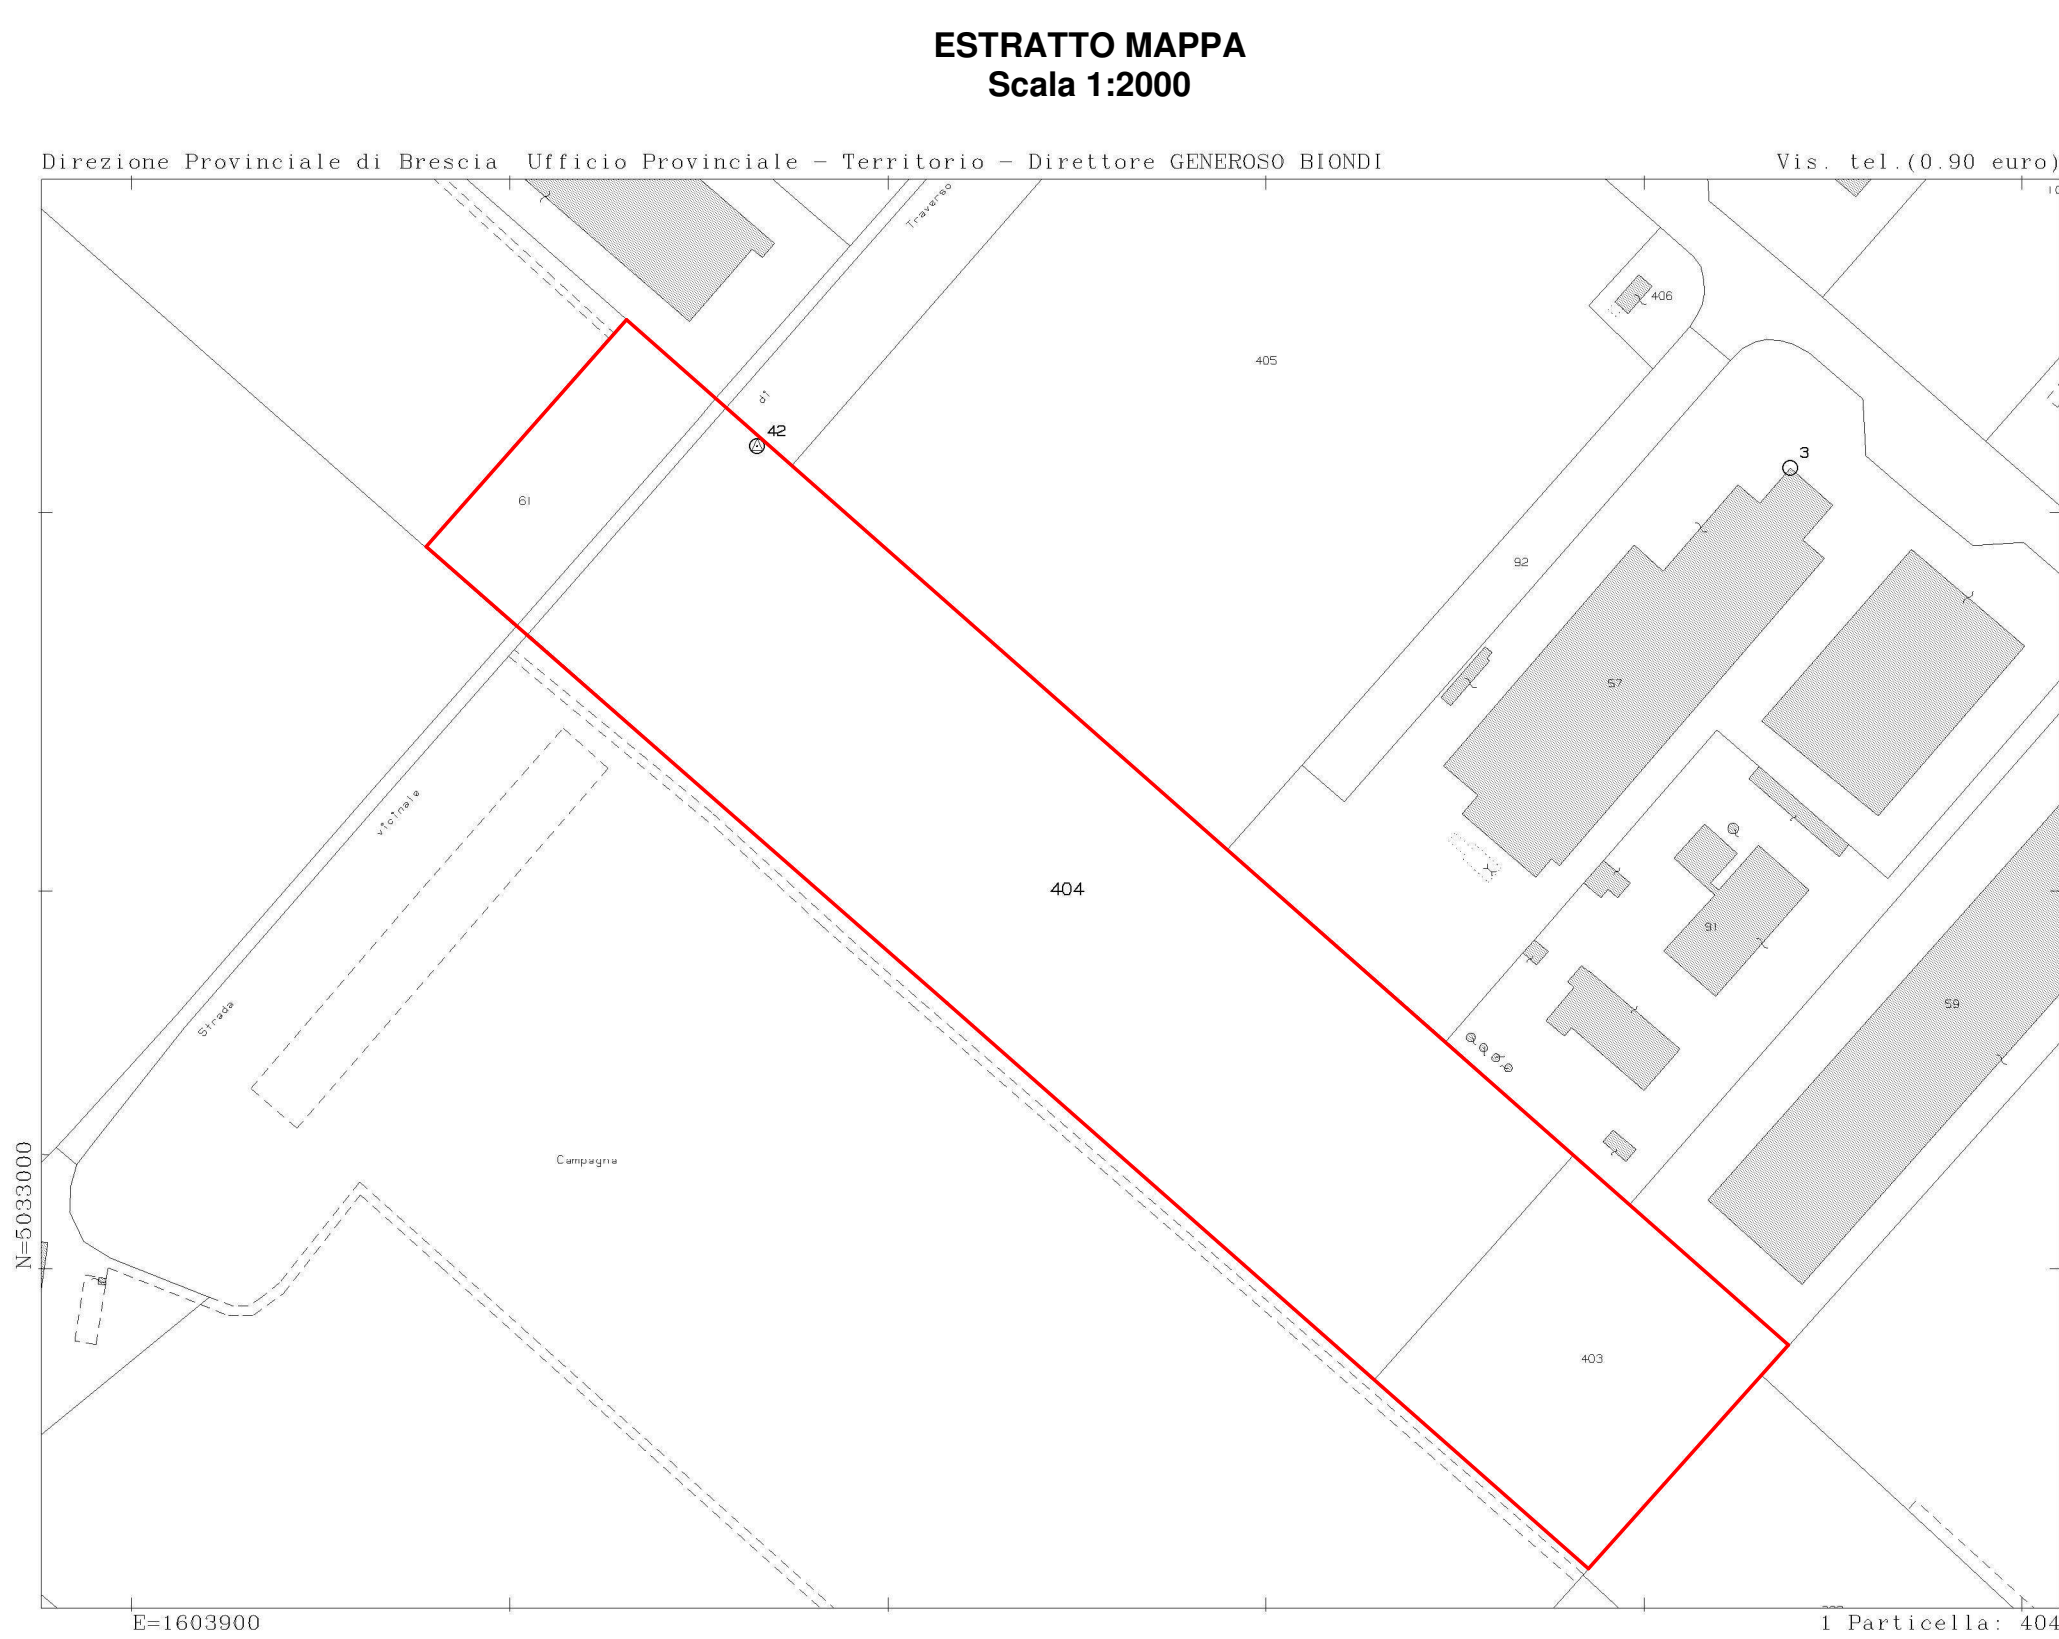 ESTRATTO MAPPA
Scala 1:2000
Direzione Provinciale di Brescia Ufficio Provinciale - Territorio - Direttore GENEROSO BIONDI
Vis. tel.(0.90 euro)
Traverso
406
405
di
42
3
61
92
57
vicinale
404
91
59
Strada
Campagna
N=5033000
403
E=1603900
1 Particella: 404